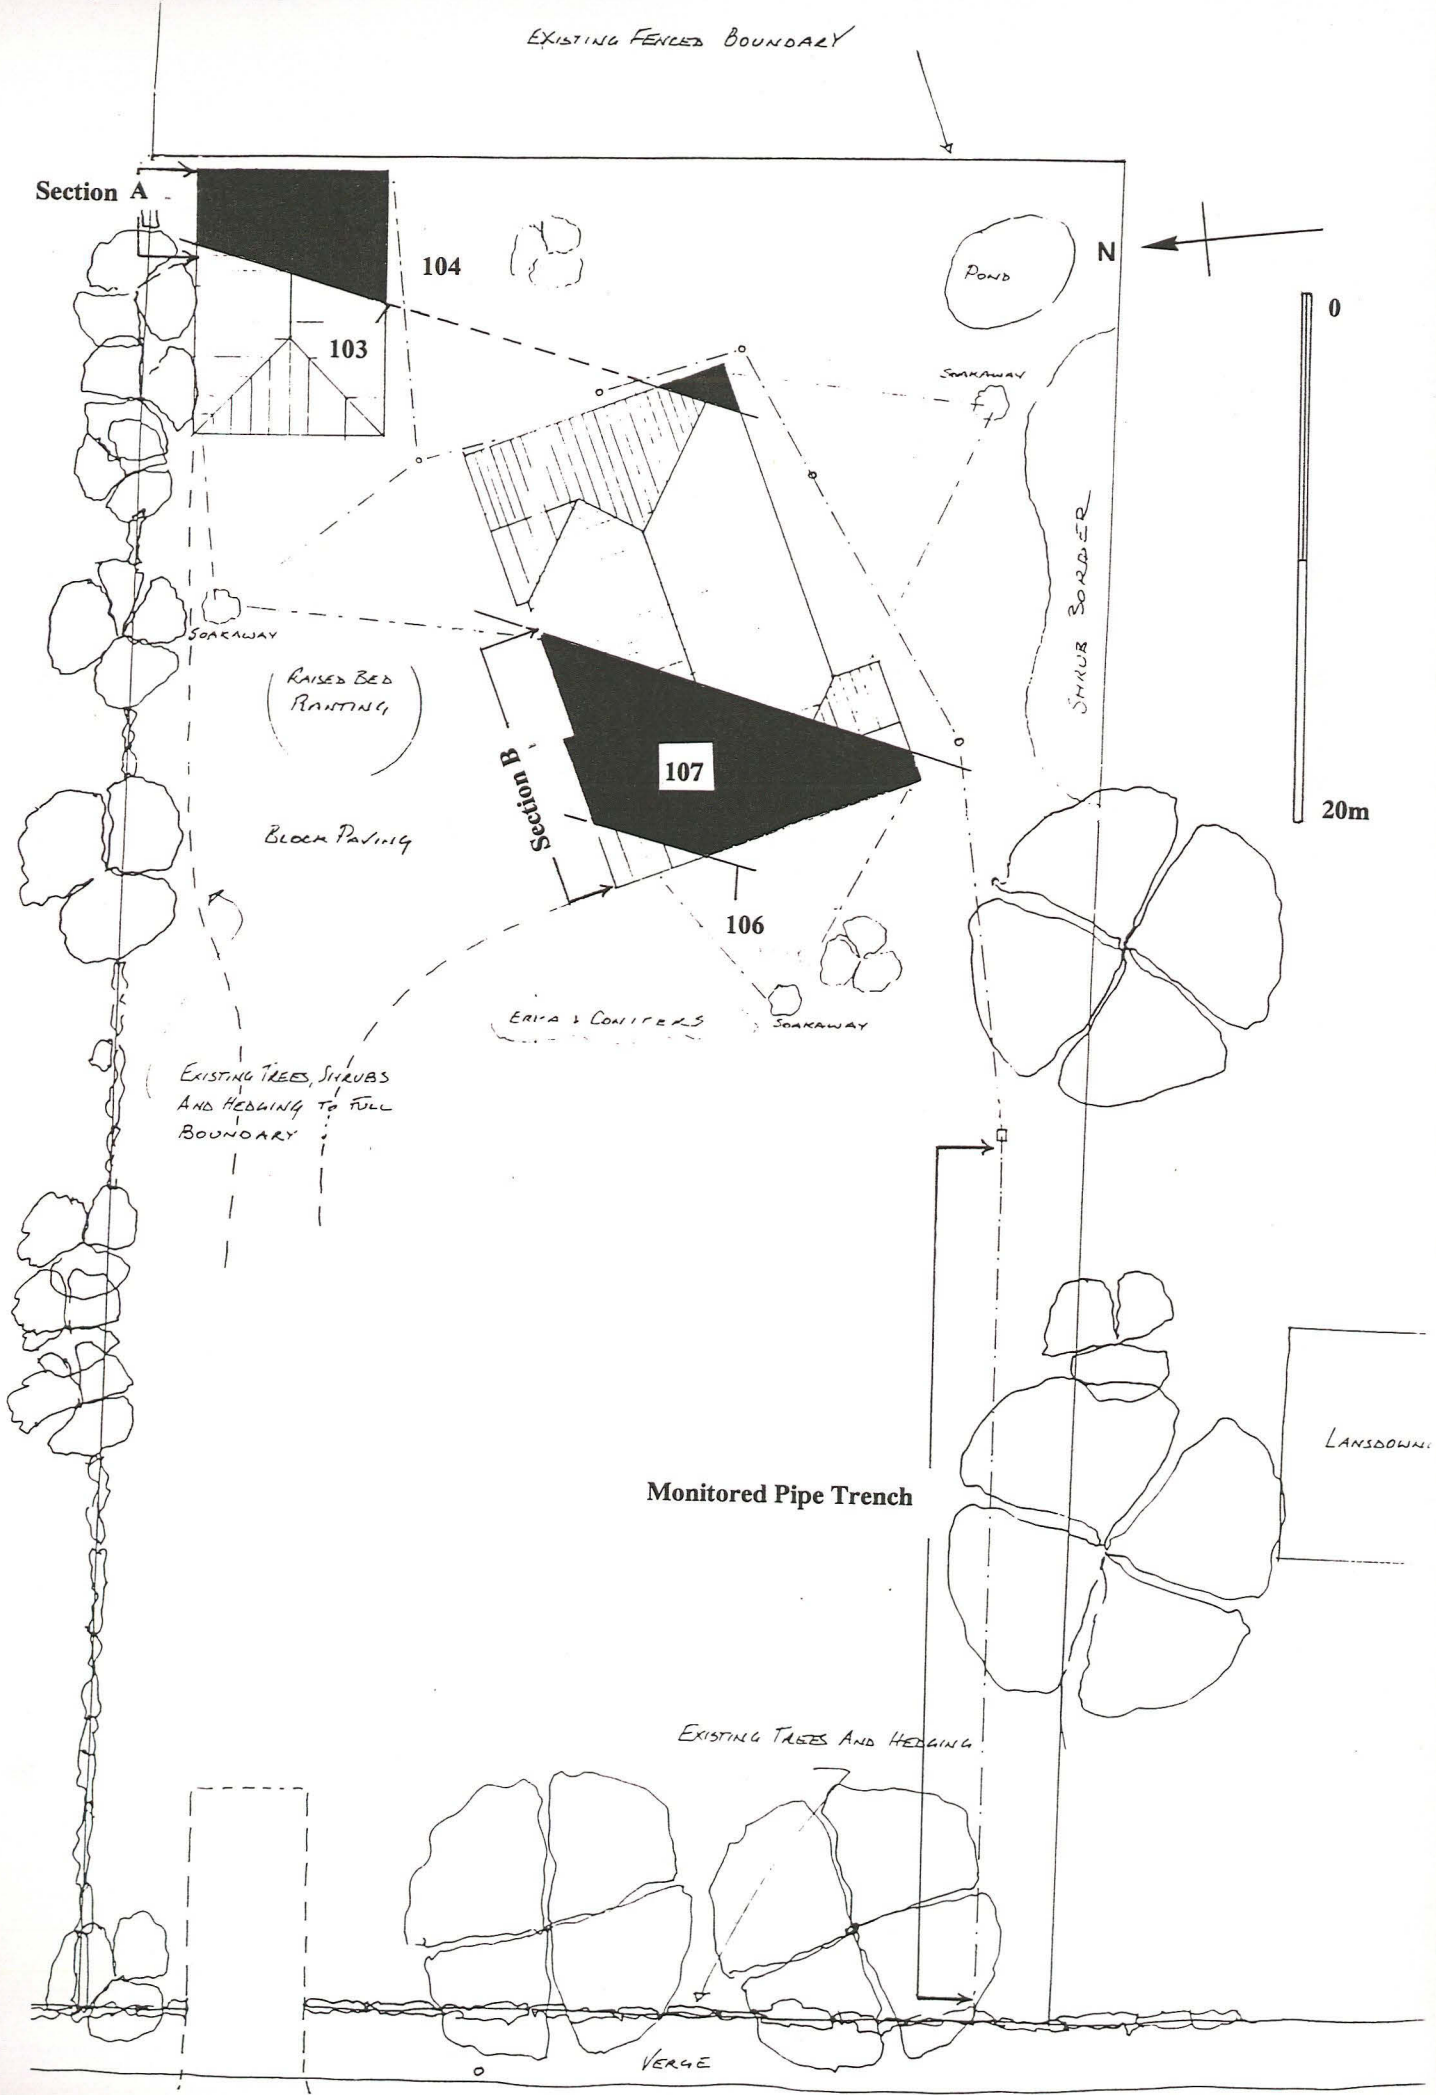 EXISTING FENCED BOUNDARY
Section A
104
N
POND
0
103
SOAKAWAY
SHRUB BORDER
SOAKAWAY
RAISED BED
PLANTING
Section B
107
20m
BLOCK PAVING
106
ERICA & CONIFERS
SOAKAWAY
EXISTING TREES, SHRUBS
AND HEDGING TO FULL
BOUNDARY
LANSDOWN
Monitored Pipe Trench
EXISTING TREES AND HEDGING
VERGE